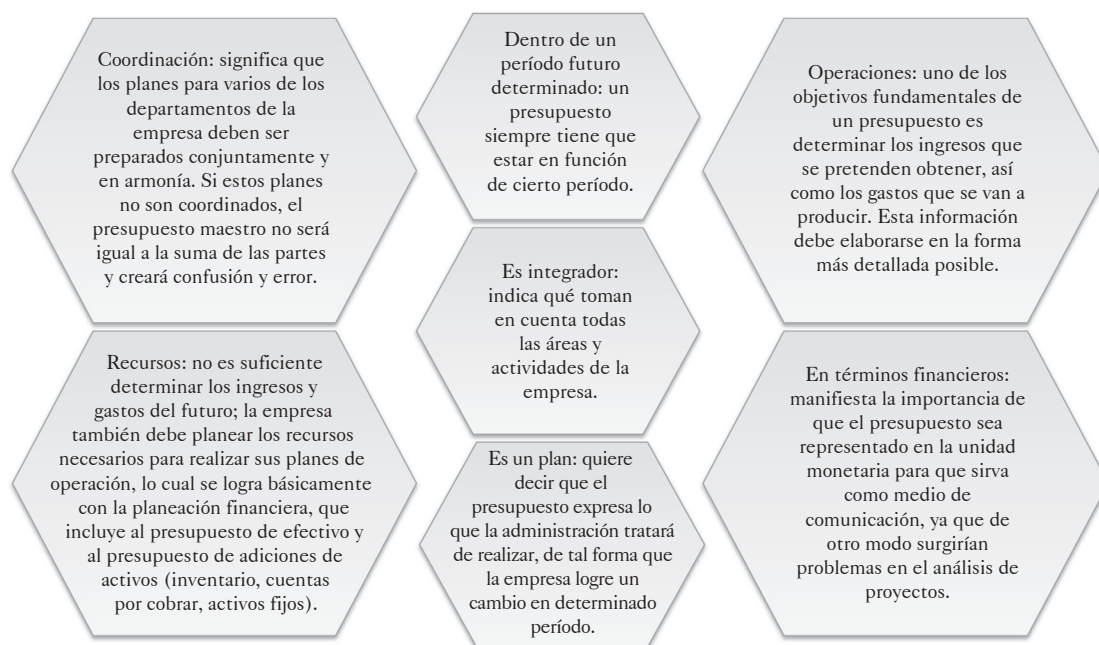 Coordinación: significa que
los planes para varios de los
departamentos de la
empresa deben ser
preparados conjuntamente y
en armonía. Si estos planes
no son coordinados, el
presupuesto maestro no será
igual a la suma de las partes
y creará confusión y error.
Dentro de un
período futuro
determinado: un
presupuesto
siempre tiene que
estar en función
de cierto período.
Operaciones: uno de los
objetivos fundamentales de
un presupuesto es
determinar los ingresos que
se pretenden obtener, así
como los gastos que se van a
producir. Esta información
debe elaborarse en la forma
más detallada posible.
Es integrador:
indica qué toman
en cuenta todas
las áreas y
actividades de la
empresa.
Recursos: no es suficiente
determinar los ingresos y
gastos del futuro; la empresa
también debe planear los recursos
necesarios para realizar sus planes de
operación, lo cual se logra básicamente
con la planeación financiera, que
incluye al presupuesto de efectivo y
al presupuesto de adiciones de
activos (inventario, cuentas
por cobrar, activos fijos).
Es un plan: quiere
decir que el
presupuesto expresa lo
que la administración tratará
de realizar, de tal forma que
la empresa logre un
cambio en determinado
período.
En términos financieros:
manifiesta la importancia de
que el presupuesto sea
representado en la unidad
monetaria para que sirva
como medio de
comunicación, ya que de
otro modo surgirían
problemas en el análisis de
proyectos.